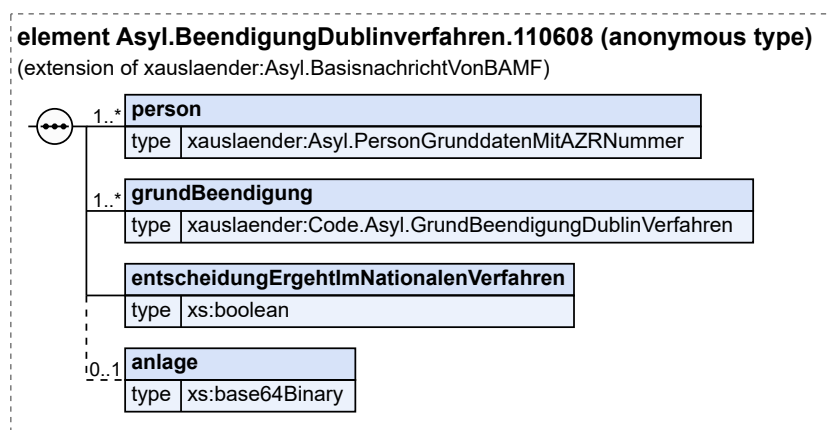 element Asyl.BeendigungDublinverfahren.110608 (anonymous type)
(extension of xauslaender:Asyl.BasisnachrichtVonBAMF)
1..* person
type xauslaender:Asyl.PersonGrunddatenMitAZRNummer
1..* grundBeendigung
type xauslaender:Code.Asyl.GrundBeendigungDublinVerfahren
entscheidungErgehtImNationalenVerfahren
type xs:boolean
0..1 anlage
type xs:base64Binary